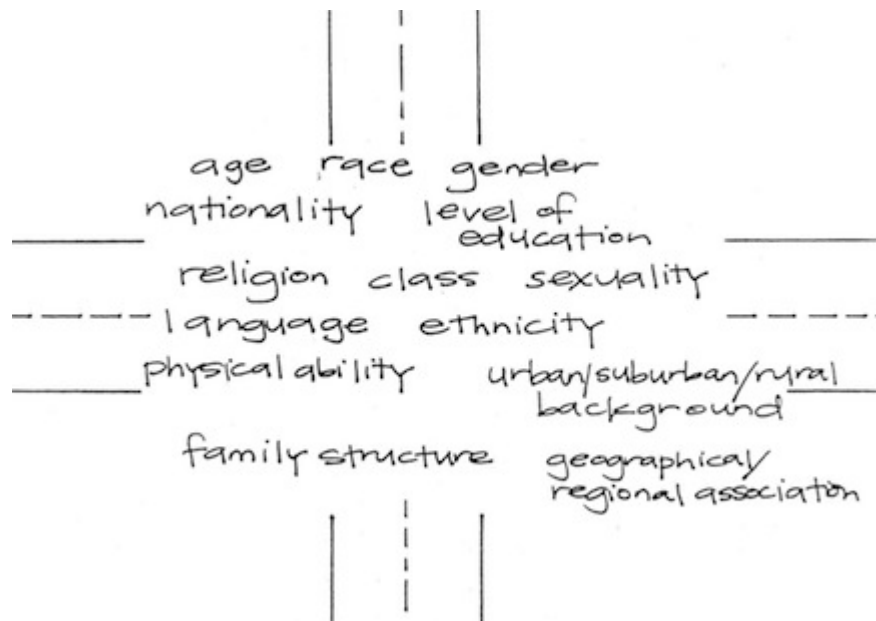 age race gender
nationality level of
education
religion class sexuality
language ethnicity
physical ability urban/suburban/rural
background
family structure geographical/
regional association